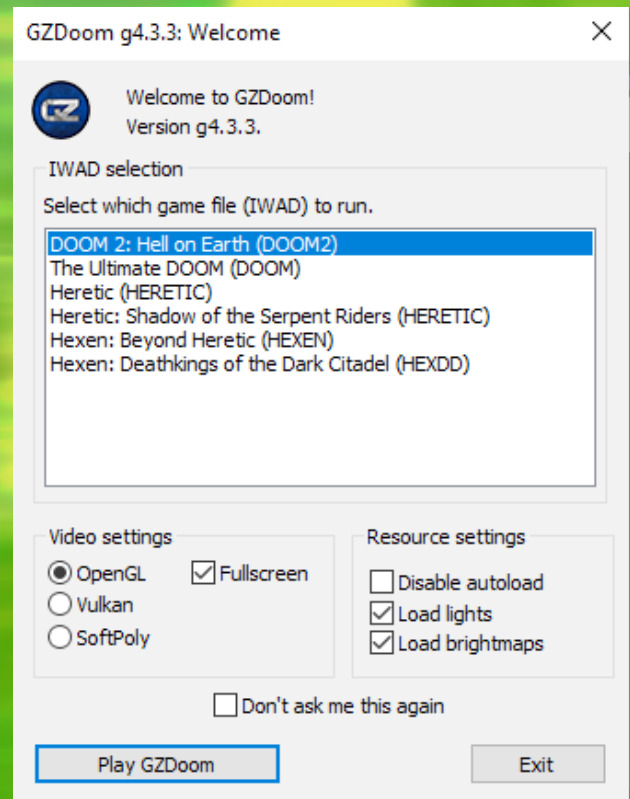 GZDoom g4.3.3: Welcome
GZ
Welcome to GZDoom!
Version g4.3.3.
IWAD selection
Select which game file (IWAD) to run.
DOOM 2: Hell on Earth (DOOM2)
The Ultimate DOOM (DOOM)
Heretic (HERETIC)
Heretic: Shadow of the Serpent Riders (HERETIC)
Hexen: Beyond Heretic (HEXEN)
Hexen: Deathkings of the Dark Citadel (HEXDD)
Video settings
OpenGL Fullscreen
Vulkan
SoftPoly
Resource settings
Disable autoload
Load lights
Load brightmaps
Don't ask me this again
Play GZDoom Exit